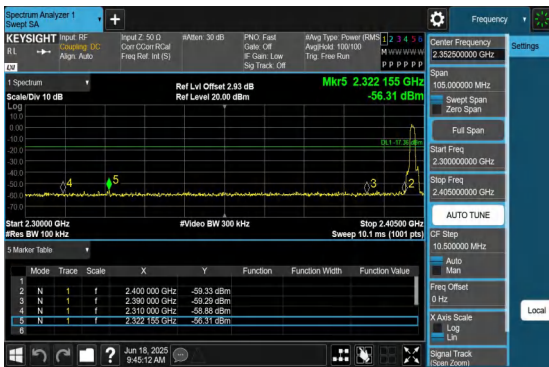 Spectrum Analyzer 1
Swept SA
+
Frequency
KEYSIGHT
RL
LXI
Input: RF
Coupling: DC
Align: Auto
Input Z: 50 Ω
Corr CCorr RCal
Freq Ref: Int (S)
#Atten: 30 dB
PNO: Fast
Gate: Off
IF Gain: Low
Sig Track: Off
#Avg Type: Power (RMS
Avg|Hold: 100/100
Trig: Free Run
1 2 3 4 5 6
M W W W W W
P P P P P P
1 Spectrum
Scale/Div 10 dB
Ref Lvl Offset 2.93 dB
Ref Level 20.00 dBm
Mkr5 2.322 155 GHz
-56.31 dBm
Log
10.0
0.00
-10.0
-20.0
-30.0
-40.0
-50.0
-60.0
-70.0
DL1 -17.36 dBm
4
5
3
2
Start 2.30000 GHz
#Res BW 100 kHz
#Video BW 300 kHz
Stop 2.40500 GHz
Sweep 10.1 ms (1001 pts)
5 Marker Table
Mode Trace Scale X Y Function Function Width Function Value
1
2 N 1 f 2.400 000 GHz -59.33 dBm
3 N 1 f 2.390 000 GHz -59.29 dBm
4 N 1 f 2.310 000 GHz -58.88 dBm
5 N 1 f 2.322 155 GHz -56.31 dBm
6
?
Jun 18, 2025
9:45:12 AM
Center Frequency
2.352500000 GHz
Settings
Span
105.000000 MHz
Swept Span
Zero Span
Full Span
Start Freq
2.300000000 GHz
Stop Freq
2.405000000 GHz
AUTO TUNE
CF Step
10.500000 MHz
Auto
Man
Freq Offset
0 Hz
X Axis Scale
Log
Lin
Local
Signal Track
(Span Zoom)